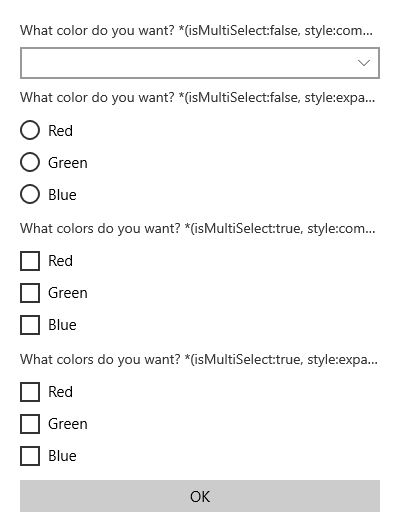 What color do you want? *(isMultiSelect:false, style:com...
What color do you want? *(isMultiSelect:false, style:expa...
Red
Green
Blue
What colors do you want? *(isMultiSelect:true, style:com...
Red
Green
Blue
What colors do you want? *(isMultiSelect:true, style:expa...
Red
Green
Blue
OK